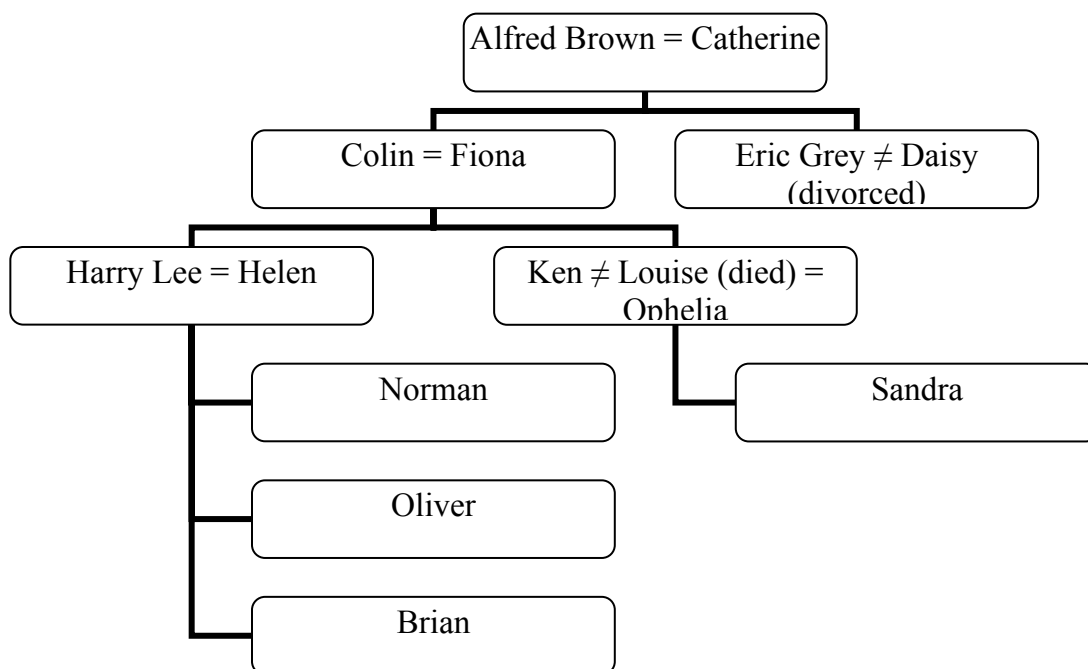 Alfred Brown = Catherine
Colin = Fiona
Eric Grey ≠ Daisy
(divorced)
Harry Lee = Helen
Ken ≠ Louise (died) =
Ophelia
Norman
Sandra
Oliver
Brian